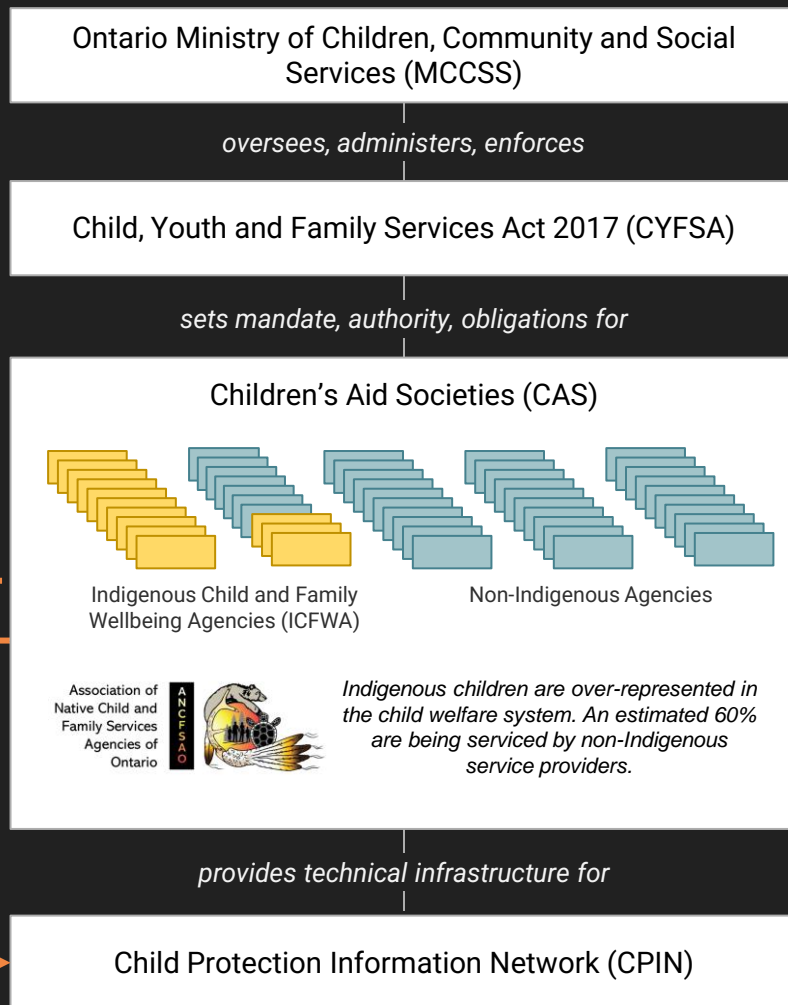 Ontario Ministry of Children, Community and Social
Services (MCCSS)
oversees, administers, enforces
Child, Youth and Family Services Act 2017 (CYFSA)
sets mandate, authority, obligations for
Children’s Aid Societies (CAS)
Indigenous Child and Family
Wellbeing Agencies (ICFWA)
Non-Indigenous Agencies
Association of
Native Child and
Family Services
Agencies of
Ontario
ANCFSAO
Indigenous children are over-represented in
the child welfare system. An estimated 60%
are being serviced by non-Indigenous
service providers.
provides technical infrastructure for
Child Protection Information Network (CPIN)